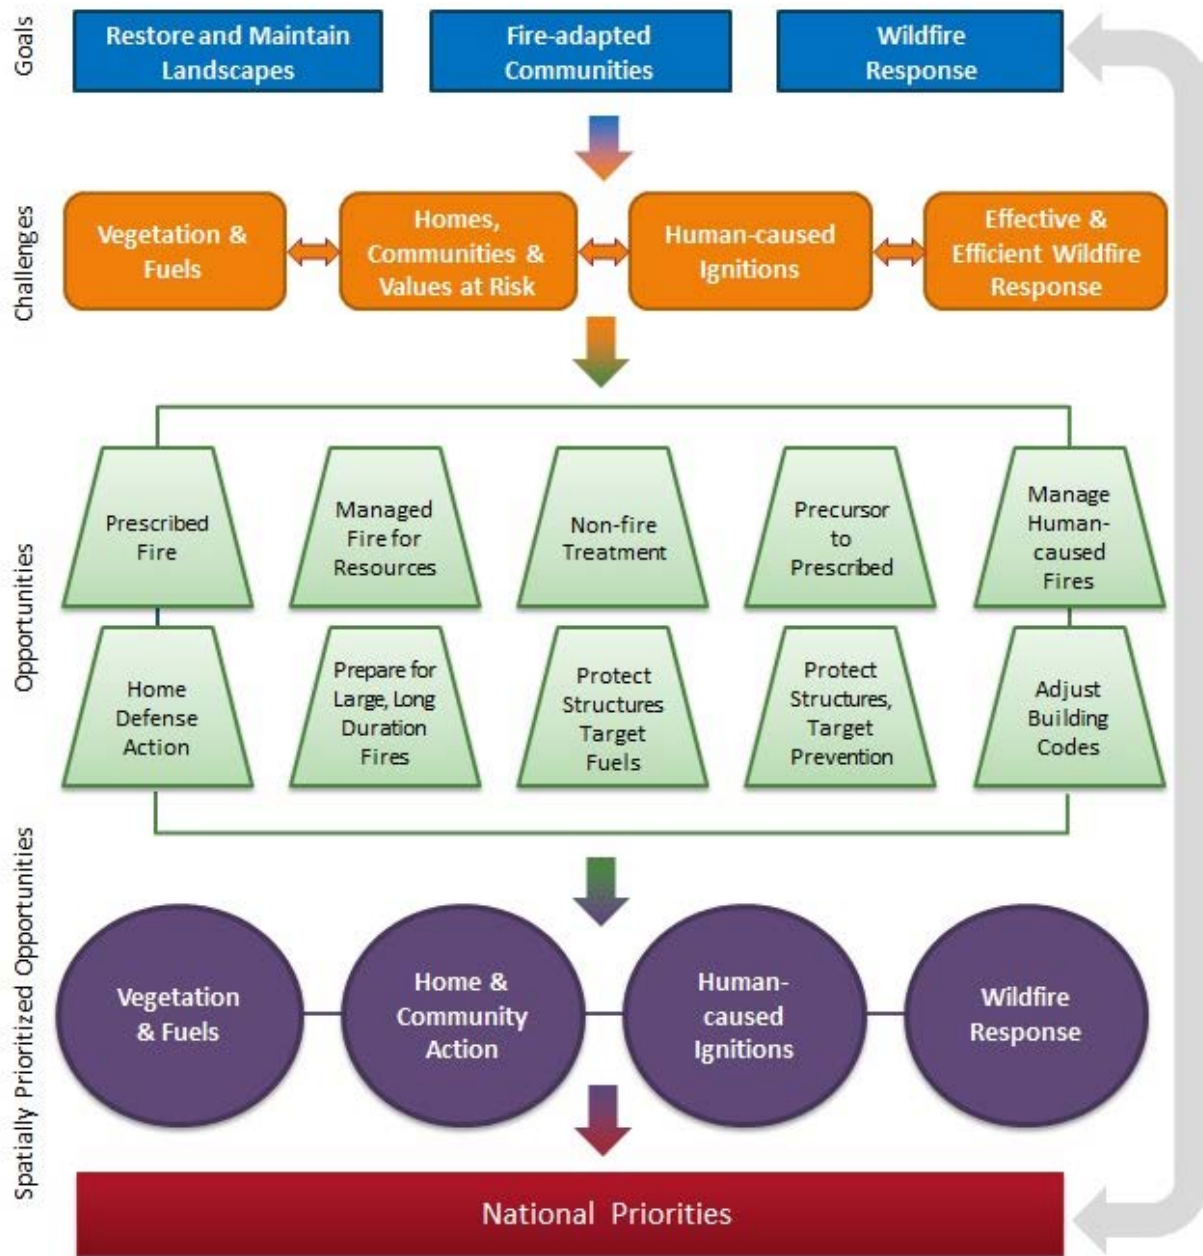 Goals
Restore and Maintain
Landscapes
Fire-adapted
Communities
Wildfire
Response
Challenges
Vegetation &
Fuels
Homes,
Communities &
Values at Risk
Human-caused
Ignitions
Effective &
Efficient Wildfire
Response
Opportunities
Prescribed
Fire
Managed
Fire for
Resources
Non-fire
Treatment
Precursor
to
Prescribed
Manage
Human-
caused
Fires
Home
Defense
Action
Prepare for
Large, Long
Duration
Fires
Protect
Structures
Target
Fuels
Protect
Structures,
Target
Prevention
Adjust
Building
Codes
Spatially Prioritized Opportunities
Vegetation
& Fuels
Home &
Community
Action
Human-
caused
Ignitions
Wildfire
Response
National Priorities